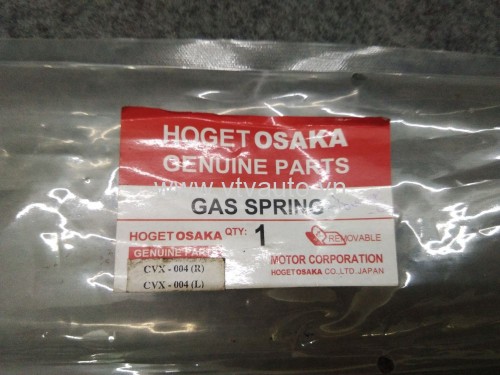 HOGET OSAKA
GENUINE PARTS
www.vtvauto.vn
GAS SPRING
HOGET OSAKA QTY: 1 REMOVABLE
GENUINE PARTS
MOTOR CORPORATION
HOGET OSAKA CO.,LTD.JAPAN
CVX - 004 (R)
CVX - 004 (L)